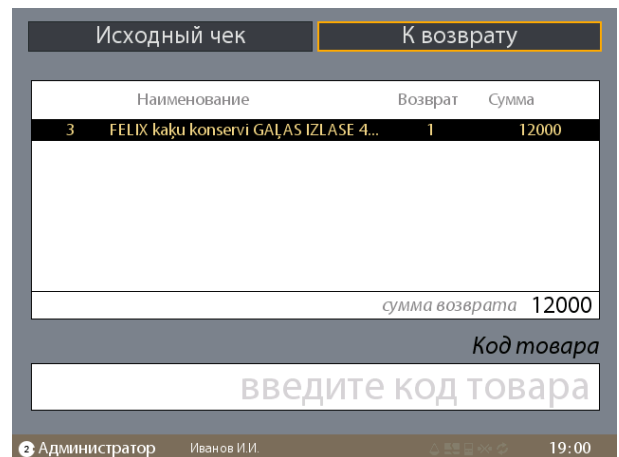 Исходный чек К возврату
Наименование Возврат Сумма
3 FELIX kaķu konservi GAĻAS IZLASE 4... 1 12000
сумма возврата 12000
Код товара
введите код товара
2 Администратор Иванов И.И. 19:00